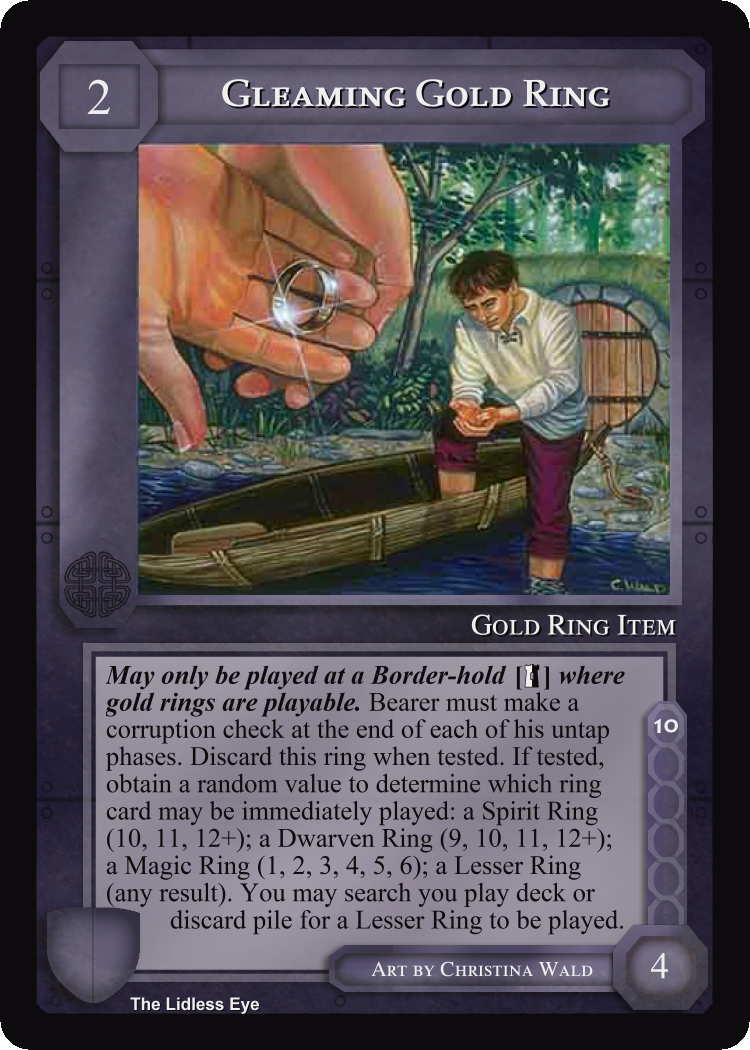 2
Gleaming Gold Ring
C. Wald
Gold Ring Item
May only be played at a Border-hold [ ] where
gold rings are playable. Bearer must make a
corruption check at the end of each of his untap
phases. Discard this ring when tested. If tested,
obtain a random value to determine which ring
card may be immediately played: a Spirit Ring
(10, 11, 12+); a Dwarven Ring (9, 10, 11, 12+);
a Magic Ring (1, 2, 3, 4, 5, 6); a Lesser Ring
(any result). You may search you play deck or
discard pile for a Lesser Ring to be played.
10
Art by Christina Wald
4
The Lidless Eye